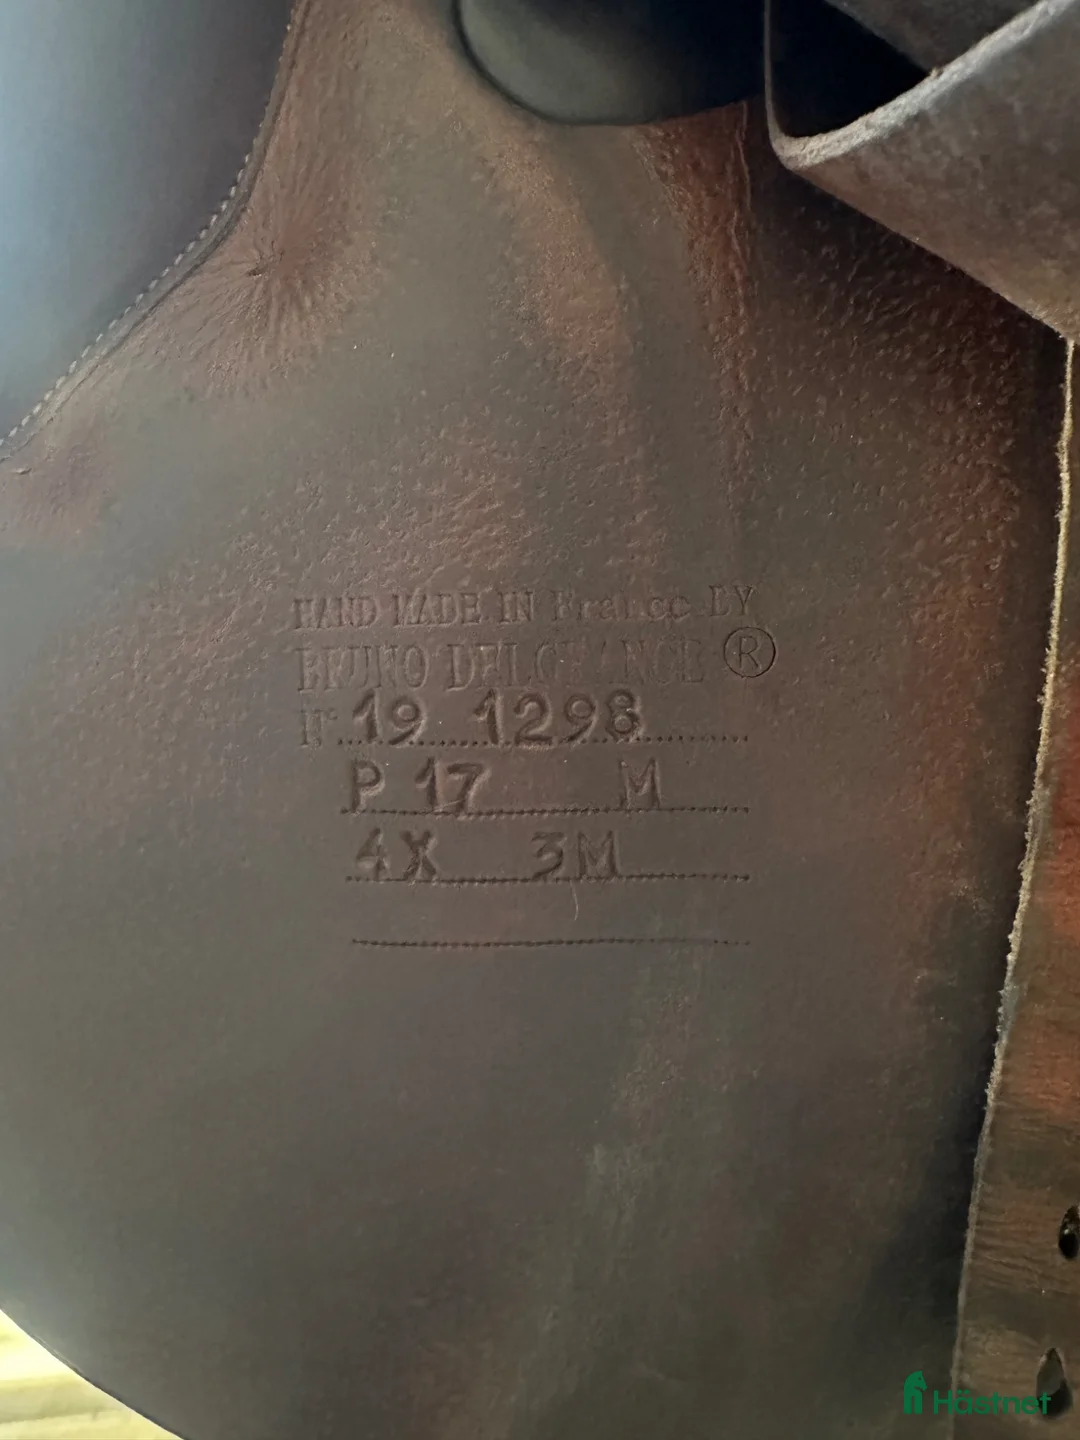 HAND MADE IN France BY
BRUNO DELGRANGE ®
N° 19 1298
P 17 M
4X 3M
Hästnet